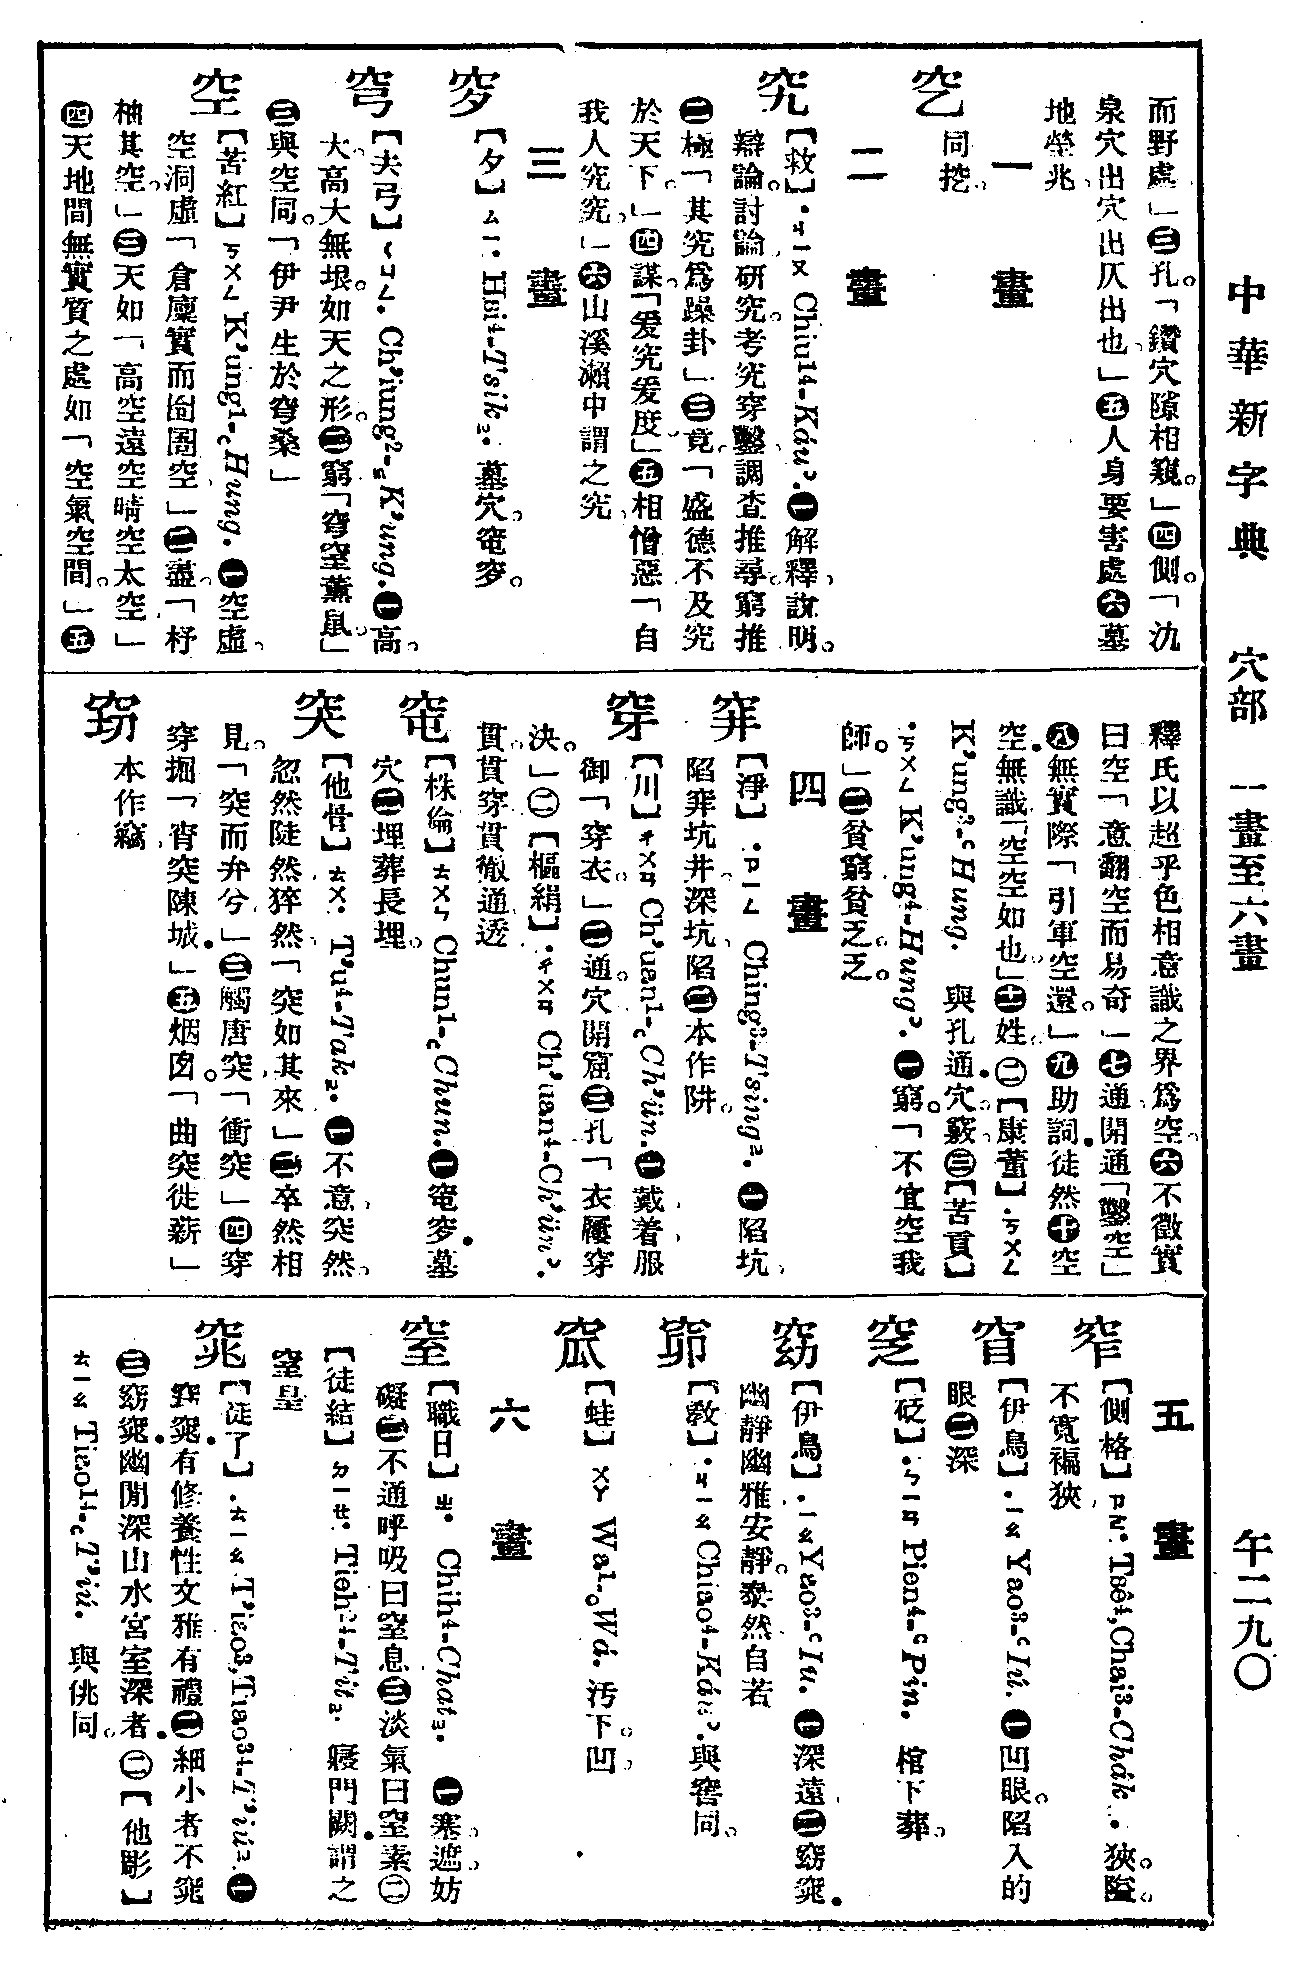 中華新字典　穴部　一畫至六畫　午二九〇
而野處」㊂孔。「鑽穴隙相窺。」㊃側。「氿
泉穴出穴出仄出也」㊄人身要害處㊅墓
地塋兆
一　畫
穵
同挖。
二　畫
究
【救】·ㄐㄧㄡ Chiu¹⁴-Káu꜄. ㊀解釋，說明。
辯論。討論研究。考究穿鑿調查推尋。窮推
㊁極「其究爲躁卦」㊂竟。「盛德不及究
於天下。」㊃謀。「爰究爰度」㊄相憎惡「自
我人究究」㊅山溪瀨中謂之究
三　畫
穸
【夕】ㄙㄧ· Hsi⁴-Tsik₂. 墓穴。窀穸。
穹
【去弓】ㄑㄩㄥ. Ch'iung²-K'ung. ㊀高。
大。高大無垠。如天之形。㊁窮「穹窒薰鼠」
㊂與空同。「伊尹生於穹桑」
空
【苦紅】ㄎㄨㄥ K'ung¹-꜀Hung. ㊀空虛
空洞虛「倉廩實而囹圄空」㊁盡「杼
柚其空。」㊂天如「高空遠空晴空太空」
㊃天地間無實質之處如「空氣空間。」㊄
釋氏以超乎色相意識之界爲空㊅不徵實
曰空「意翻空而易奇」㊆通開通「鑿空」
㊇無實際「引軍空還」㊈助詞徒然㊉空
空。無識「空空如也」姓㊁【康董】·ㄎㄨㄥ
K'ung³-꜂Hung. 與孔通。穴。竅㊂【苦貢】
·ㄎㄨㄥ K'ung⁴-Hung꜄. ㊀窮。「不宜空我
師。」㊁貧窮貧乏。乏。
四　畫
穽
【淨】·ㄗㄧㄥ Ching³-Tsing². ㊀陷坑
陷穽坑井。深坑陷㊁本作阱。
穿
【川】ㄔㄨㄢ Ch'uan¹-꜀Ch'ün. ㊀戴着服
御「穿衣」㊁通。穴開窟㊂孔「衣履穿
決。」㊁【樞絹】·ㄔㄨㄢ Ch'uan⁴-Ch'ün꜄.
貫。貫穿貫徹通透
窀
【株倫】ㄓㄨㄣ Chun¹-꜀Chun. ㊀窀穸墓
穴㊁埋葬長埋。
突
【他骨】ㄊㄨ. T'u⁴-Tak₂. ㊀不意突然
忽然陡然猝然「突如其來」㊁卒然相
見。「突而弁兮」㊂觸唐突「衝突」㊃穿
穿掘「宵突陳城」㊄烟囪。「曲突徙薪」
窃
本作竊
五　畫
窄
【側格】ㄗㄞ· Tsê⁴, Chai³-Chák. 狹。隘。
不寬褊狹
窅
【伊鳥】·ㄧㄠ Yao³-꜂Iú. ㊀凹眼。陷入的
眼㊁深
窆
【砭】·ㄅㄧㄢ Pien⁴-꜂Pin. 棺下葬。
窈
【伊鳥】·ㄧㄠ Yao³-꜂Iu. ㊀深遠㊁窈窕
幽靜幽雅安靜。泰然自若
窌
【教】·ㄐㄧㄠ Chiao⁴-Káu꜄. 與窖同。
窊
【蛙】ㄨㄚ Wa¹-꜀Wá. 汚下。凹
六　畫
窒
【職日】ㄓ· Chih⁴-Chat₃. ㊀塞。遮。妨
礙㊁不通呼吸曰窒息㊂淡氣曰窒素㊁
【徒結】ㄉㄧㄝ· Tieh²⁴-Tit₂. 寢門闕。謂之
窒皇
窕
【徒了】·ㄊㄧㄠ T'iao³, Tiao³⁴-T'iú². ㊀
窈窕。有修養性文雅有禮㊁細小者不窕
㊂窈窕幽閒深山水宮室深者㊁【他彫】
ㄊㄧㄠ Tiao¹⁴-꜀T'iú. 與佻同。